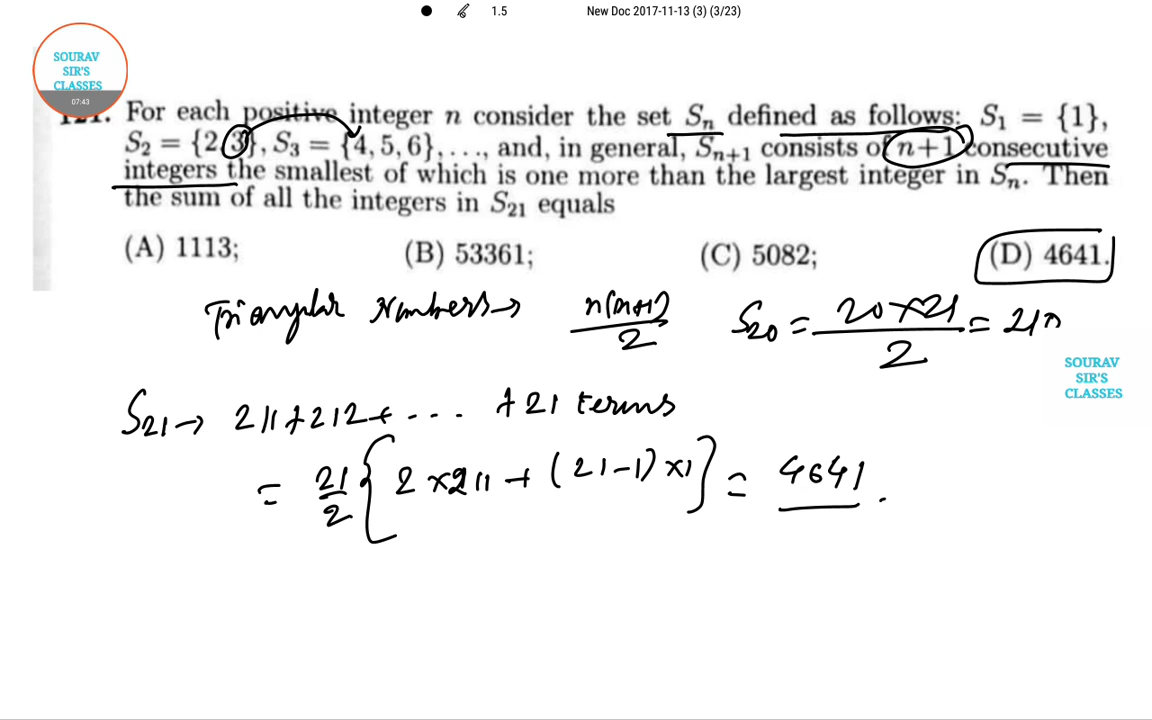 1.5 New Doc 2017-11-13 (3) (3/23)
SOURAV
SIR'S
CLASSES
07:43
121. For each positive integer n consider the set Sₙ defined as follows: S₁ = {1},
S₂ = {2, 3}, S₃ = {4, 5, 6}, . . . , and, in general, Sₙ₊₁ consists of n+1 consecutive
integers the smallest of which is one more than the largest integer in Sₙ. Then
the sum of all the integers in S₂₁ equals
(A) 1113; (B) 53361; (C) 5082; (D) 4641.
Triangular Numbers → n(n+1)/2 S₂₀ = 20×21/2 = 210
SOURAV
SIR'S
CLASSES
S₂₁ → 211 + 212 + ... + 21 terms
= 21/2 { 2×211 + (21-1)×1 } = 4641.